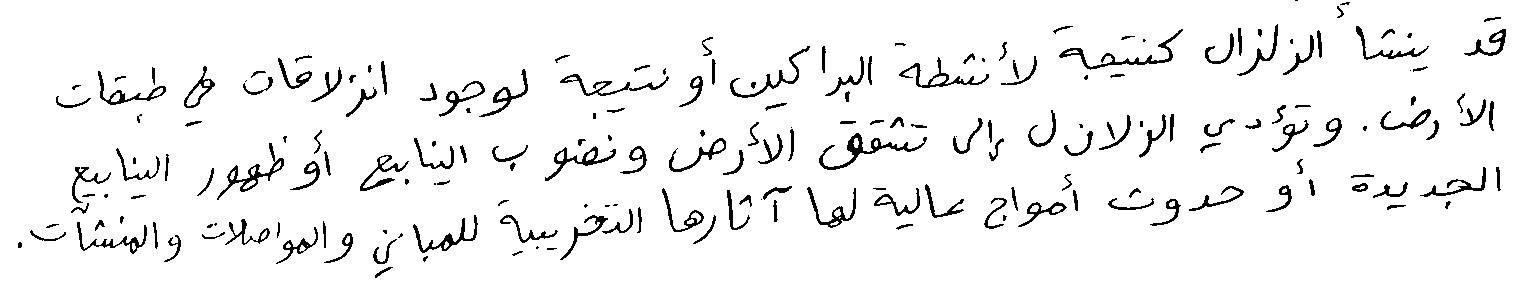 قد ينشأ الزلزال كنتيجة لأنشطة البراكين أو نتيجة لوجود انزلاقات في طبقات
الأرض. وتؤدي الزلازل إلى تشقق الأرض ونضوب الينابيع أو ظهور الينابيع
الجديدة أو حدوث أمواج عالية لها آثارها التخريبية للمباني والمواصلات والمنشآت.